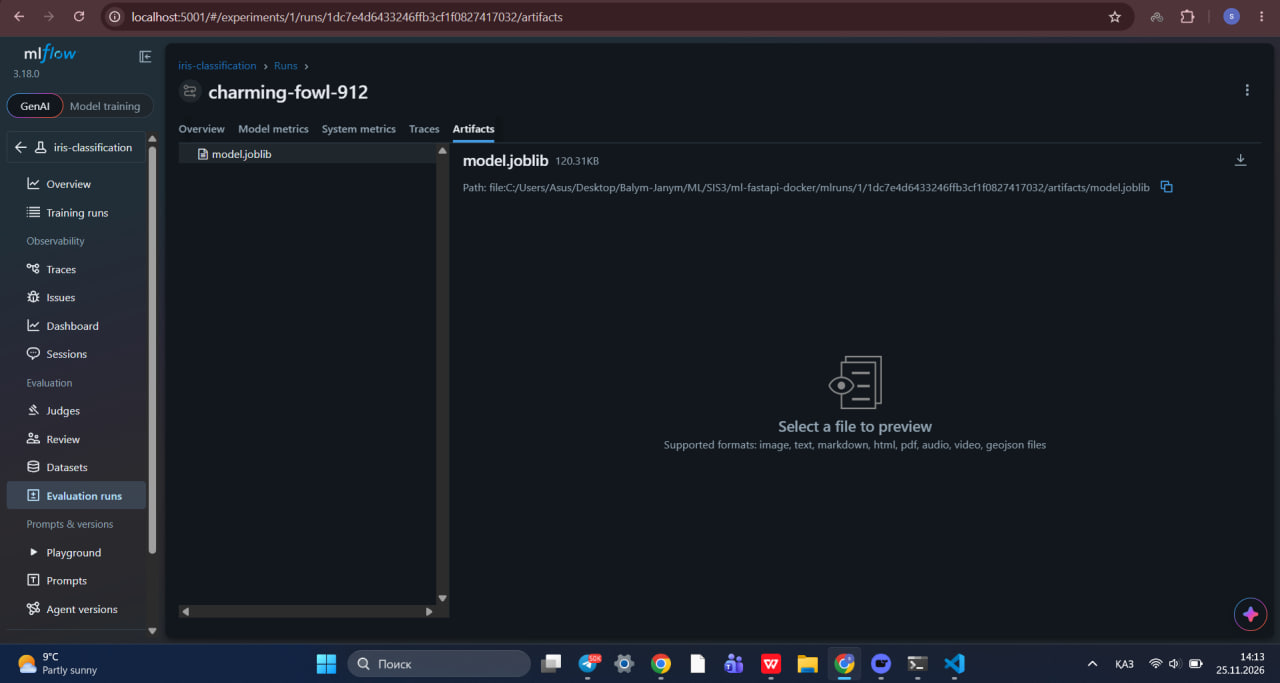 localhost:5001/#/experiments/1/runs/1dc7e4d6433246ffb3cf1f0827417032/artifacts
S
mlflow
3.18.0
GenAI
Model training
iris-classification
Overview
Training runs
Observability
Traces
Issues
Dashboard
Sessions
Evaluation
Judges
Review
Datasets
Evaluation runs
Prompts & versions
Playground
Prompts
Agent versions
iris-classification › Runs ›
charming-fowl-912
Overview Model metrics System metrics Traces Artifacts
model.joblib
model.joblib 120.31KB
Path: file:C:/Users/Asus/Desktop/Balym-Janym/ML/SIS3/ml-fastapi-docker/mlruns/1/1dc7e4d6433246ffb3cf1f0827417032/artifacts/model.joblib
Select a file to preview
Supported formats: image, text, markdown, html, pdf, audio, video, geojson files
9°C
Partly sunny
Поиск
50K
ҚАЗ
14:13
25.11.2026